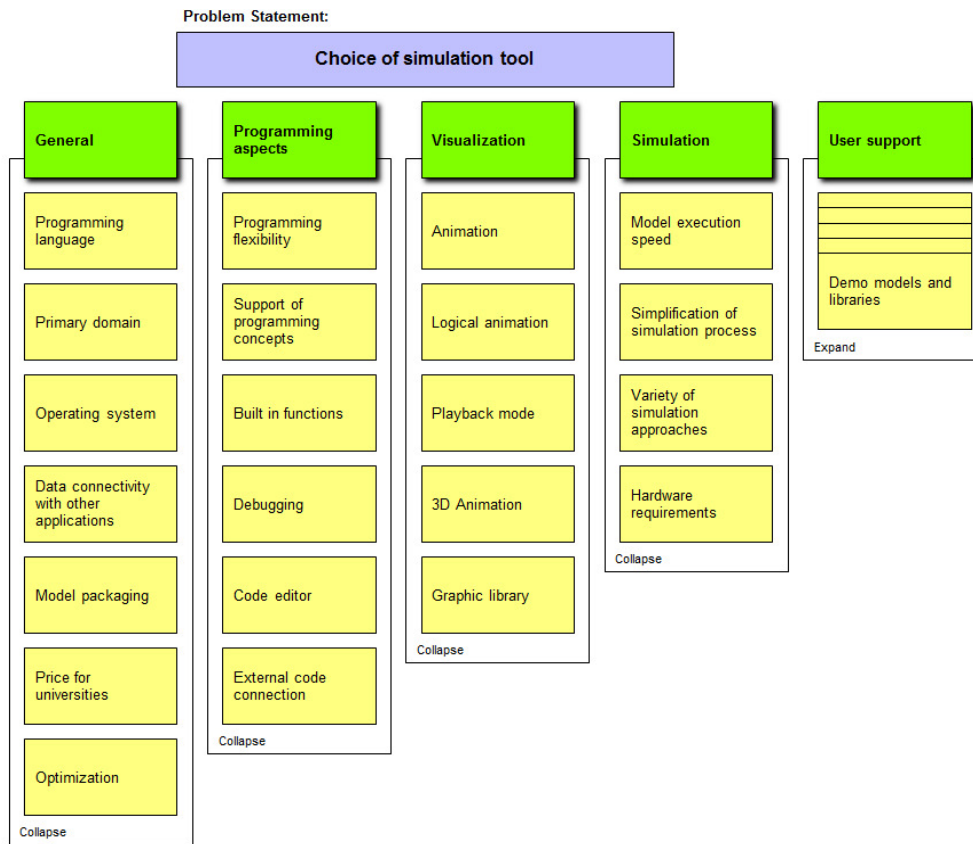 Problem Statement:
Choice of simulation tool
General
Programming
language
Primary domain
Operating system
Data connectivity
with other
applications
Model packaging
Price for
universities
Optimization
Collapse
Programming
aspects
Programming
flexibility
Support of
programming
concepts
Built in functions
Debugging
Code editor
External code
connection
Collapse
Visualization
Animation
Logical animation
Playback mode
3D Animation
Graphic library
Collapse
Simulation
Model execution
speed
Simplification of
simulation process
Variety of
simulation
approaches
Hardware
requirements
Collapse
User support
Demo models and
libraries
Expand